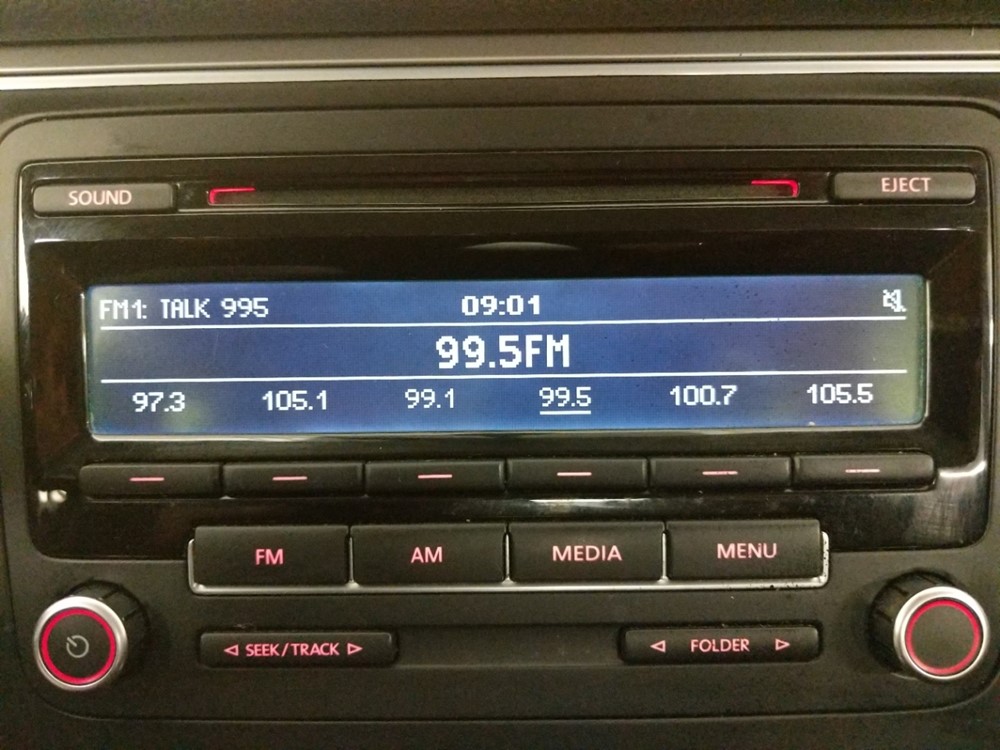 SOUND EJECT
FM1: TALK 995 09:01
99.5FM
97.3 105.1 99.1 99.5 100.7 105.5
FM AM MEDIA MENU
SEEK/TRACK FOLDER